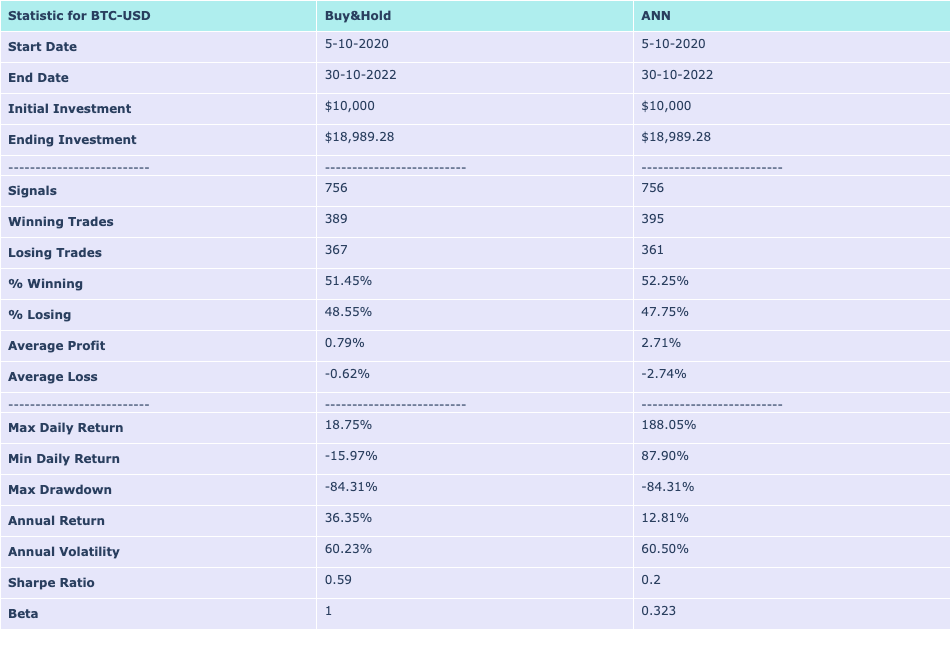 Statistic for BTC-USD Buy&Hold ANN
Start Date 5-10-2020 5-10-2020
End Date 30-10-2022 30-10-2022
Initial Investment $10,000 $10,000
Ending Investment $18,989.28 $18,989.28
-------------------------- -------------------------- --------------------------
Signals 756 756
Winning Trades 389 395
Losing Trades 367 361
% Winning 51.45% 52.25%
% Losing 48.55% 47.75%
Average Profit 0.79% 2.71%
Average Loss -0.62% -2.74%
-------------------------- -------------------------- --------------------------
Max Daily Return 18.75% 188.05%
Min Daily Return -15.97% 87.90%
Max Drawdown -84.31% -84.31%
Annual Return 36.35% 12.81%
Annual Volatility 60.23% 60.50%
Sharpe Ratio 0.59 0.2
Beta 1 0.323